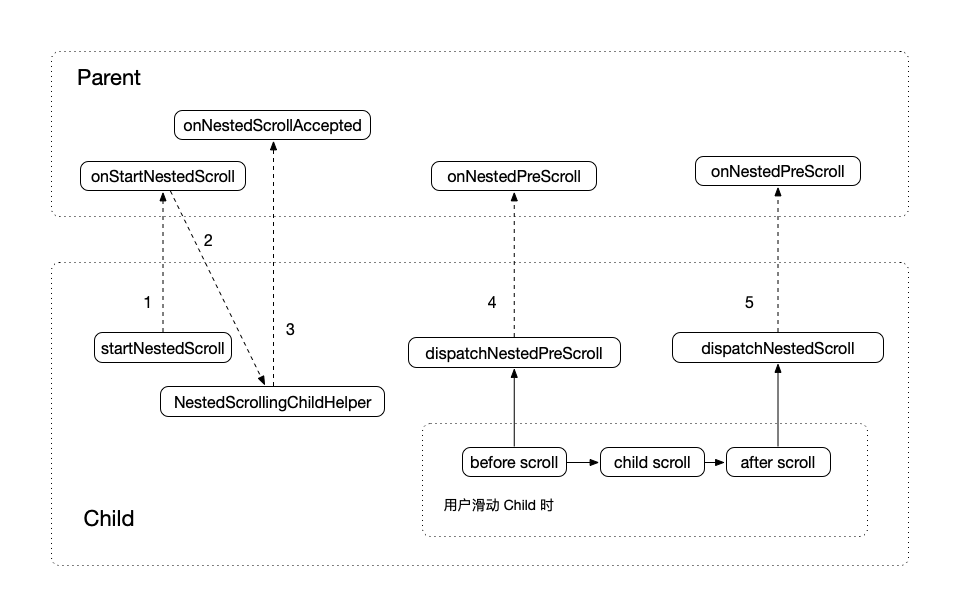 Parent
onNestedScrollAccepted
onStartNestedScroll
onNestedPreScroll
onNestedPreScroll
2
1
3
4
5
startNestedScroll
dispatchNestedPreScroll
dispatchNestedScroll
NestedScrollingChildHelper
before scroll
child scroll
after scroll
用户滑动 Child 时
Child